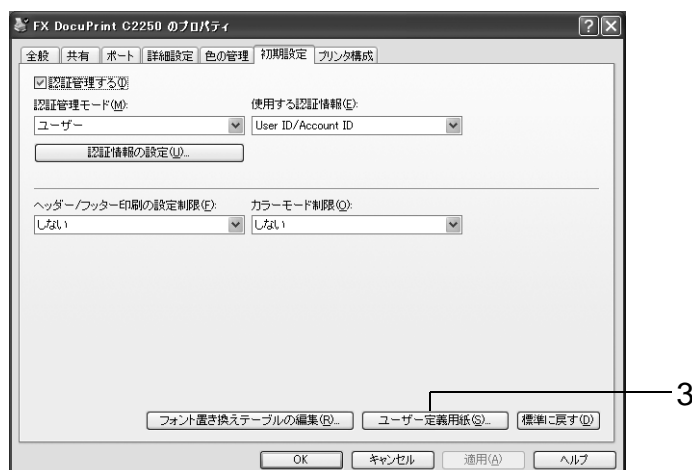 FX DocuPrint C2250 のプロパティ
全般 共有 ポート 詳細設定 色の管理 初期設定 プリンタ構成
認証管理する(I)
認証管理モード(M): 使用する認証情報(E):
ユーザー User ID/Account ID
認証情報の設定(U)...
ヘッダー/フッター印刷の設定制限(F): カラーモード制限(O):
しない しない
3
フォント置き換えテーブルの編集(R)... ユーザー定義用紙(S)... 標準に戻す(D)
OK キャンセル 適用(A) ヘルプ